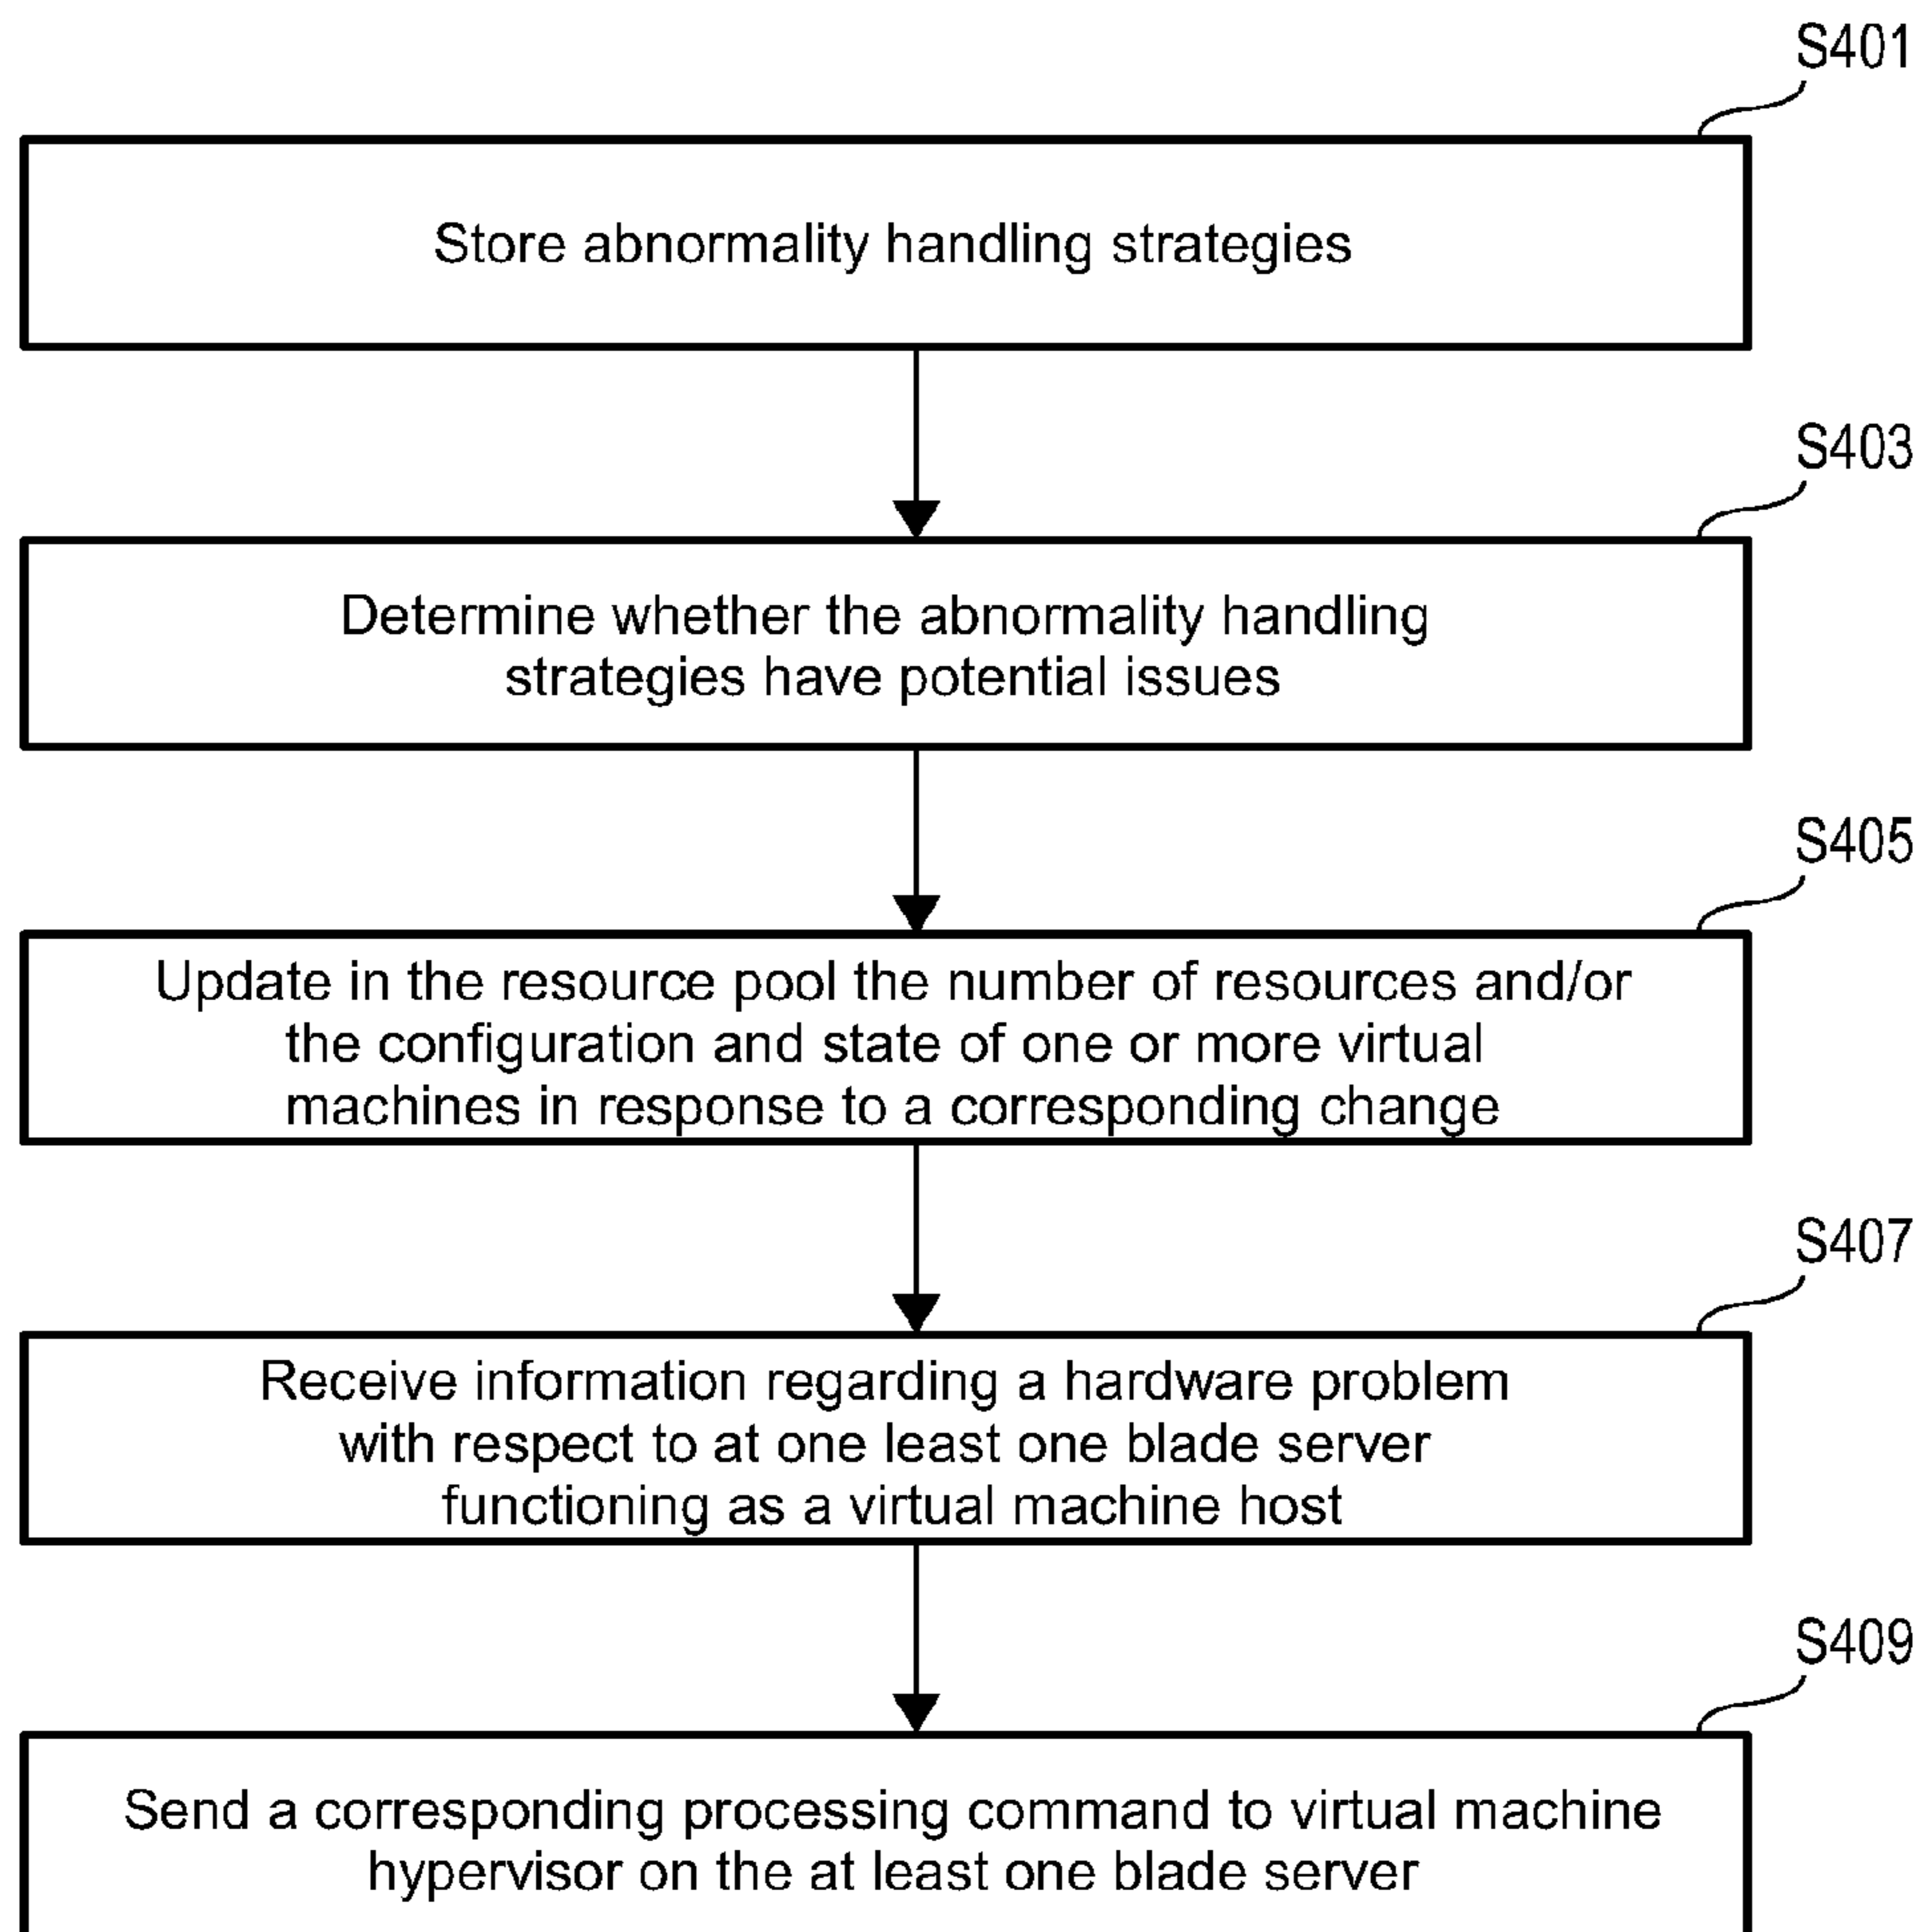 S401
Store abnormality handling strategies
S403
Determine whether the abnormality handling
strategies have potential issues
S405
Update in the resource pool the number of resources and/or
the configuration and state of one or more virtual
machines in response to a corresponding change
S407
Receive information regarding a hardware problem
with respect to at one least one blade server
functioning as a virtual machine host
S409
Send a corresponding processing command to virtual machine
hypervisor on the at least one blade server